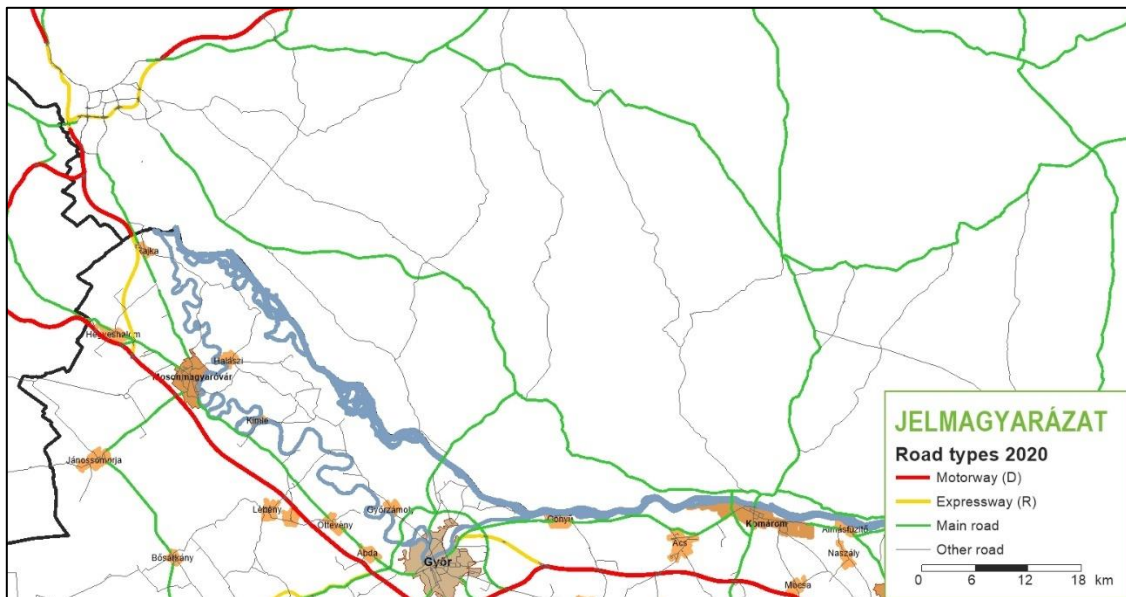 Rajka
Hegyeshalom
Halászi
Mosonmagyaróvár
Kimle
Jánossomorja
Lébény
Öttevény
Győrzámoly
Gönyű
Komárom
Almásfüzitő
Ács
Naszály
Bősárkány
Abda
Győr
Mocsa
JELMAGYARÁZAT
Road types 2020
Motorway (D)
Expressway (R)
Main road
Other road
0 6 12 18 km